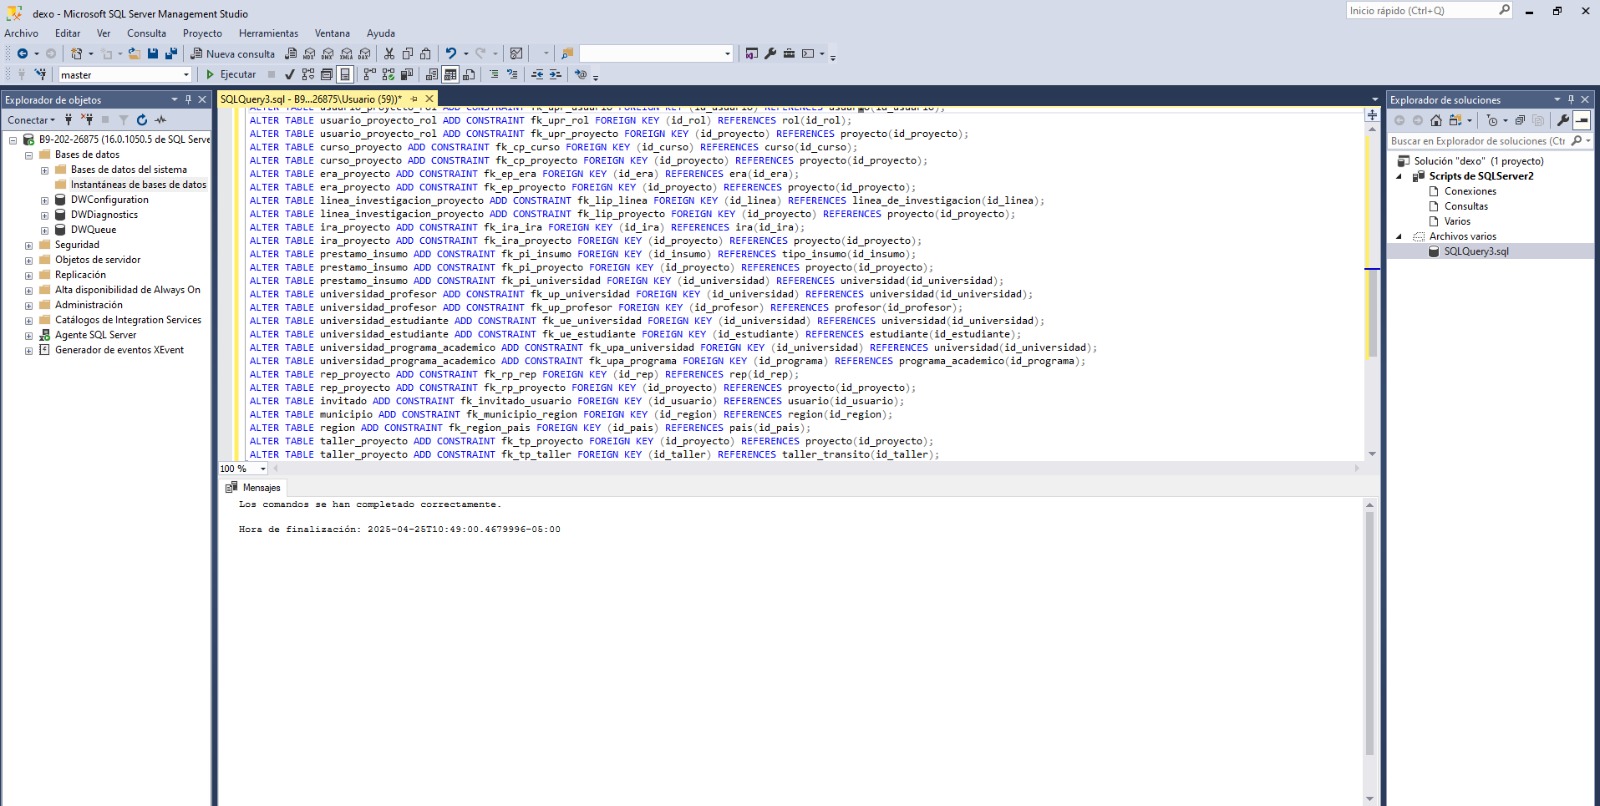 dexo - Microsoft SQL Server Management Studio
Inicio rápido (Ctrl+Q)
Archivo Editar Ver Consulta Proyecto Herramientas Ventana Ayuda
Nueva consulta
master
Ejecutar
Explorador de objetos
Conectar
B9-202-26875 (16.0.1050.5 de SQL Serve
Bases de datos
Bases de datos del sistema
Instantáneas de bases de datos
DWConfiguration
DWDiagnostics
DWQueue
Seguridad
Objetos de servidor
Replicación
Alta disponibilidad de Always On
Administración
Catálogos de Integration Services
Agente SQL Server
Generador de eventos XEvent
SQLQuery3.sql - B9...26875\Usuario (59))*
ALTER TABLE usuario_proyecto_rol ADD CONSTRAINT fk_upr_usuario FOREIGN KEY (id_usuario) REFERENCES usuario(id_usuario);
ALTER TABLE usuario_proyecto_rol ADD CONSTRAINT fk_upr_rol FOREIGN KEY (id_rol) REFERENCES rol(id_rol);
ALTER TABLE usuario_proyecto_rol ADD CONSTRAINT fk_upr_proyecto FOREIGN KEY (id_proyecto) REFERENCES proyecto(id_proyecto);
ALTER TABLE curso_proyecto ADD CONSTRAINT fk_cp_curso FOREIGN KEY (id_curso) REFERENCES curso(id_curso);
ALTER TABLE curso_proyecto ADD CONSTRAINT fk_cp_proyecto FOREIGN KEY (id_proyecto) REFERENCES proyecto(id_proyecto);
ALTER TABLE era_proyecto ADD CONSTRAINT fk_ep_era FOREIGN KEY (id_era) REFERENCES era(id_era);
ALTER TABLE era_proyecto ADD CONSTRAINT fk_ep_proyecto FOREIGN KEY (id_proyecto) REFERENCES proyecto(id_proyecto);
ALTER TABLE linea_investigacion_proyecto ADD CONSTRAINT fk_lip_linea FOREIGN KEY (id_linea) REFERENCES linea_de_investigacion(id_linea);
ALTER TABLE linea_investigacion_proyecto ADD CONSTRAINT fk_lip_proyecto FOREIGN KEY (id_proyecto) REFERENCES proyecto(id_proyecto);
ALTER TABLE ira_proyecto ADD CONSTRAINT fk_ira_ira FOREIGN KEY (id_ira) REFERENCES ira(id_ira);
ALTER TABLE ira_proyecto ADD CONSTRAINT fk_ira_proyecto FOREIGN KEY (id_proyecto) REFERENCES proyecto(id_proyecto);
ALTER TABLE prestamo_insumo ADD CONSTRAINT fk_pi_insumo FOREIGN KEY (id_insumo) REFERENCES tipo_insumo(id_insumo);
ALTER TABLE prestamo_insumo ADD CONSTRAINT fk_pi_proyecto FOREIGN KEY (id_proyecto) REFERENCES proyecto(id_proyecto);
ALTER TABLE prestamo_insumo ADD CONSTRAINT fk_pi_universidad FOREIGN KEY (id_universidad) REFERENCES universidad(id_universidad);
ALTER TABLE universidad_profesor ADD CONSTRAINT fk_up_universidad FOREIGN KEY (id_universidad) REFERENCES universidad(id_universidad);
ALTER TABLE universidad_profesor ADD CONSTRAINT fk_up_profesor FOREIGN KEY (id_profesor) REFERENCES profesor(id_profesor);
ALTER TABLE universidad_estudiante ADD CONSTRAINT fk_ue_universidad FOREIGN KEY (id_universidad) REFERENCES universidad(id_universidad);
ALTER TABLE universidad_estudiante ADD CONSTRAINT fk_ue_estudiante FOREIGN KEY (id_estudiante) REFERENCES estudiante(id_estudiante);
ALTER TABLE universidad_programa_academico ADD CONSTRAINT fk_upa_universidad FOREIGN KEY (id_universidad) REFERENCES universidad(id_universidad);
ALTER TABLE universidad_programa_academico ADD CONSTRAINT fk_upa_programa FOREIGN KEY (id_programa) REFERENCES programa_academico(id_programa);
ALTER TABLE rep_proyecto ADD CONSTRAINT fk_rp_rep FOREIGN KEY (id_rep) REFERENCES rep(id_rep);
ALTER TABLE rep_proyecto ADD CONSTRAINT fk_rp_proyecto FOREIGN KEY (id_proyecto) REFERENCES proyecto(id_proyecto);
ALTER TABLE invitado ADD CONSTRAINT fk_invitado_usuario FOREIGN KEY (id_usuario) REFERENCES usuario(id_usuario);
ALTER TABLE municipio ADD CONSTRAINT fk_municipio_region FOREIGN KEY (id_region) REFERENCES region(id_region);
ALTER TABLE region ADD CONSTRAINT fk_region_pais FOREIGN KEY (id_pais) REFERENCES pais(id_pais);
ALTER TABLE taller_proyecto ADD CONSTRAINT fk_tp_proyecto FOREIGN KEY (id_proyecto) REFERENCES proyecto(id_proyecto);
ALTER TABLE taller_proyecto ADD CONSTRAINT fk_tp_taller FOREIGN KEY (id_taller) REFERENCES taller_transito(id_taller);
100 %
Mensajes
Los comandos se han completado correctamente.
Hora de finalización: 2025-04-25T10:49:00.4679996-05:00
Explorador de soluciones
Buscar en Explorador de soluciones (Ctr
Solución "dexo" (1 proyecto)
Scripts de SQLServer2
Conexiones
Consultas
Varios
Archivos varios
SQLQuery3.sql